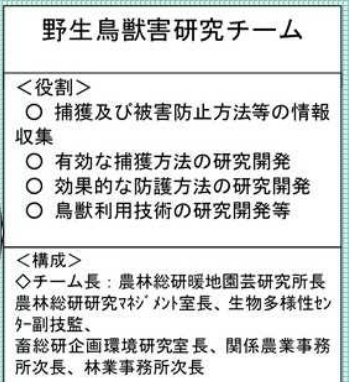 野生鳥獣害研究チーム
<役割>
○ 捕獲及び被害防止方法等の情報
収集
○ 有効な捕獲方法の研究開発
○ 効果的な防護方法の研究開発
○ 鳥獣利用技術の研究開発等
<構成>
◇チーム長：農林総研暖地園芸研究所長
農林総研研究ﾏﾈｼﾞﾒﾝﾄ室長、生物多様性ｾﾝ
ﾀｰ副技監、
畜総研企画環境研究室長、関係農業事務
所次長、林業事務所次長